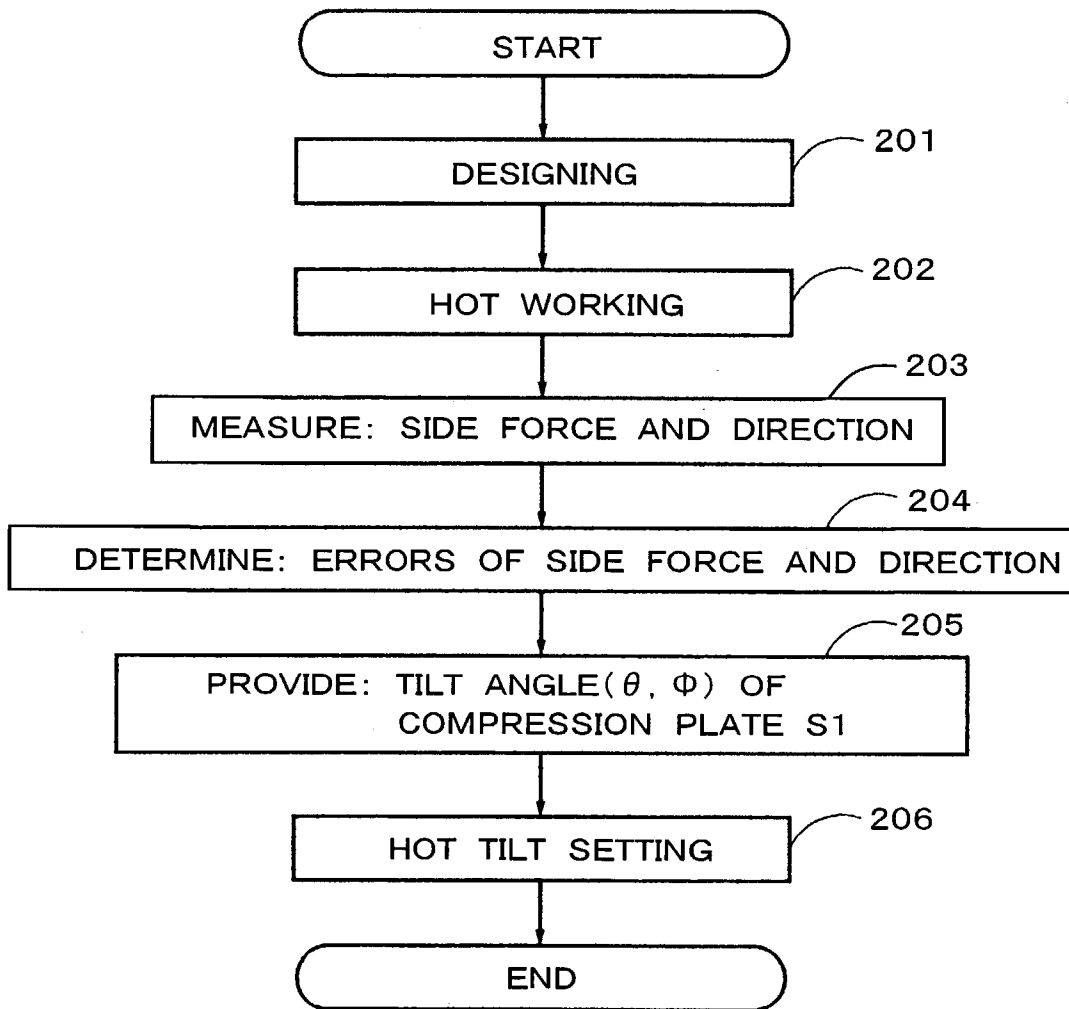 START
201
DESIGNING
202
HOT WORKING
203
MEASURE: SIDE FORCE AND DIRECTION
204
DETERMINE: ERRORS OF SIDE FORCE AND DIRECTION
205
PROVIDE: TILT ANGLE(θ, Φ) OF
COMPRESSION PLATE S1
206
HOT TILT SETTING
END